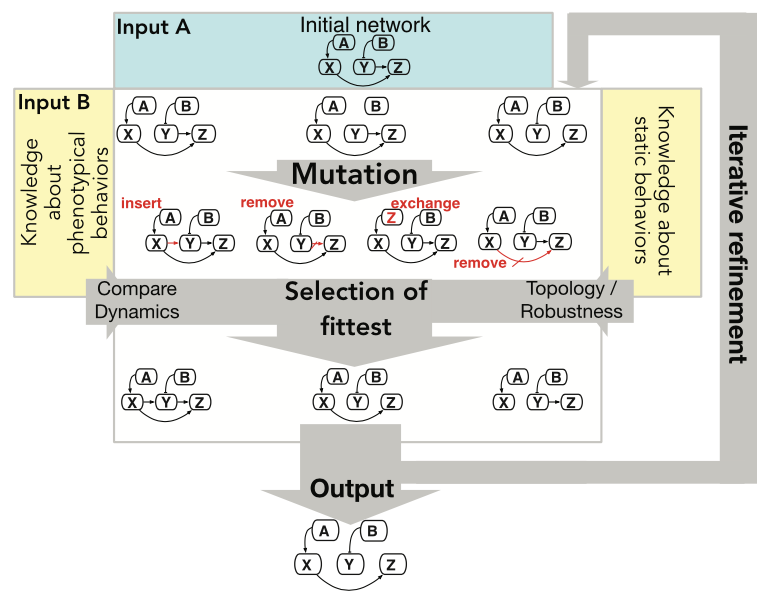 Input A
Initial network
A B
X Y Z
Input B
Knowledge
about
phenotypical
behaviors
A B
X Y Z
A B
X Y Z
A B
X Y Z
Knowledge about
static behaviors
Iterative refinement
Mutation
insert
A B
X Y Z
remove
A B
X Y Z
exchange
Z B
X Y Z
A B
X Y Z
remove
Compare
Dynamics
Selection of
fittest
Topology /
Robustness
A B
X Y Z
A B
X Y Z
A B
X Y Z
Output
A B
X Y Z